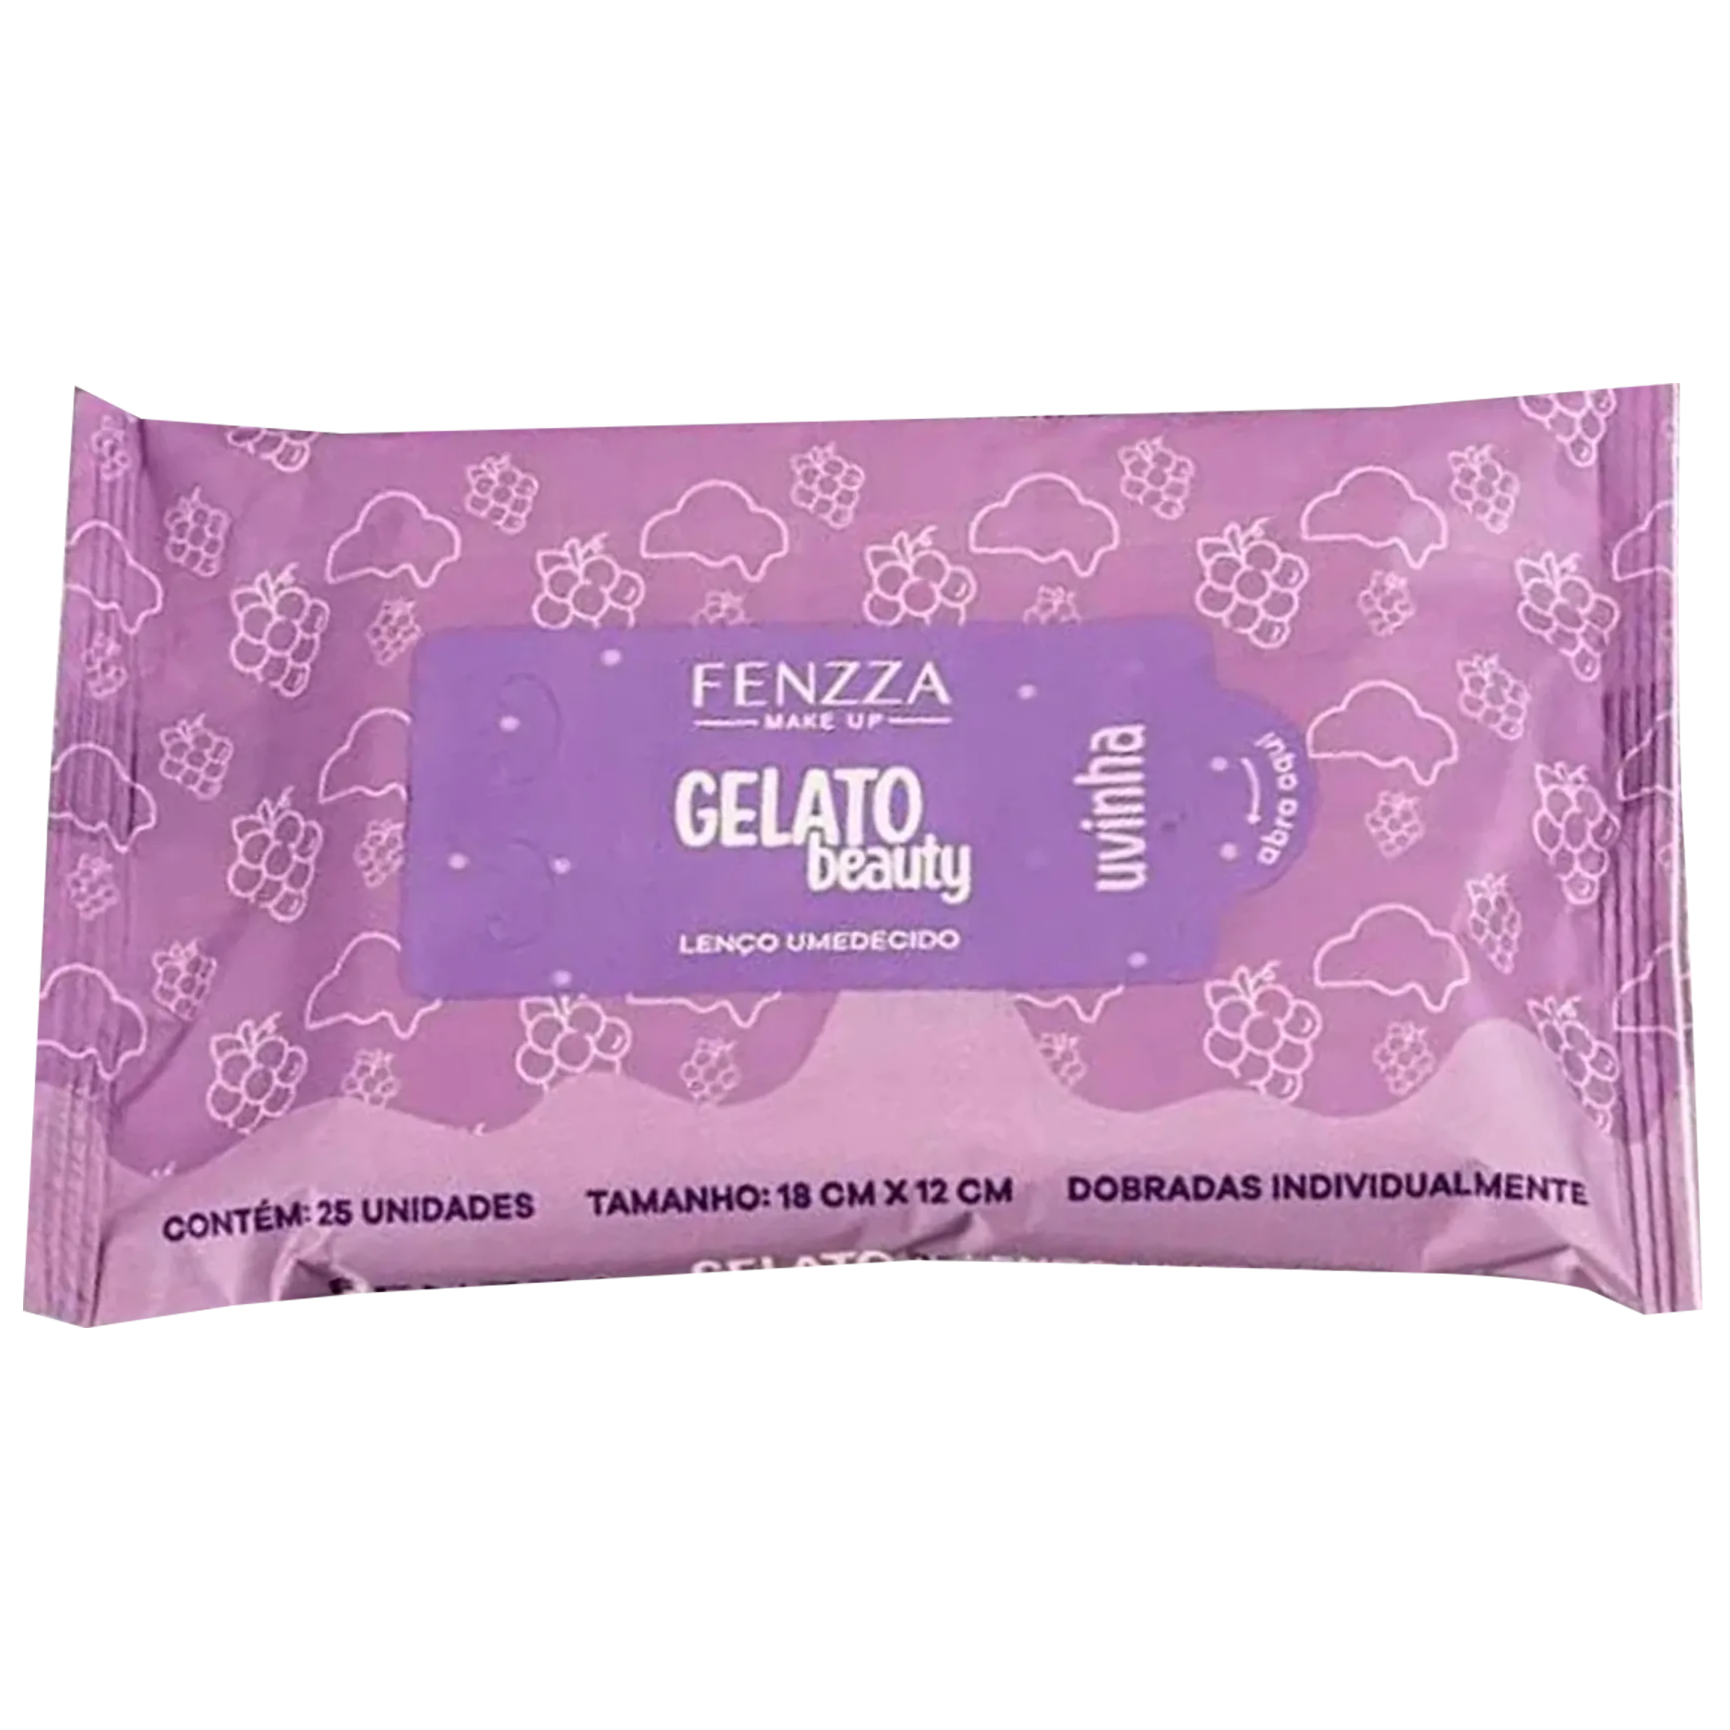 FENZZA
MAKE UP
GELATO
beauty
LENÇO UMEDECIDO
uvinha
abra aqui
CONTÉM: 25 UNIDADES TAMANHO: 18 CM X 12 CM DOBRADAS INDIVIDUALMENTE
GELATO